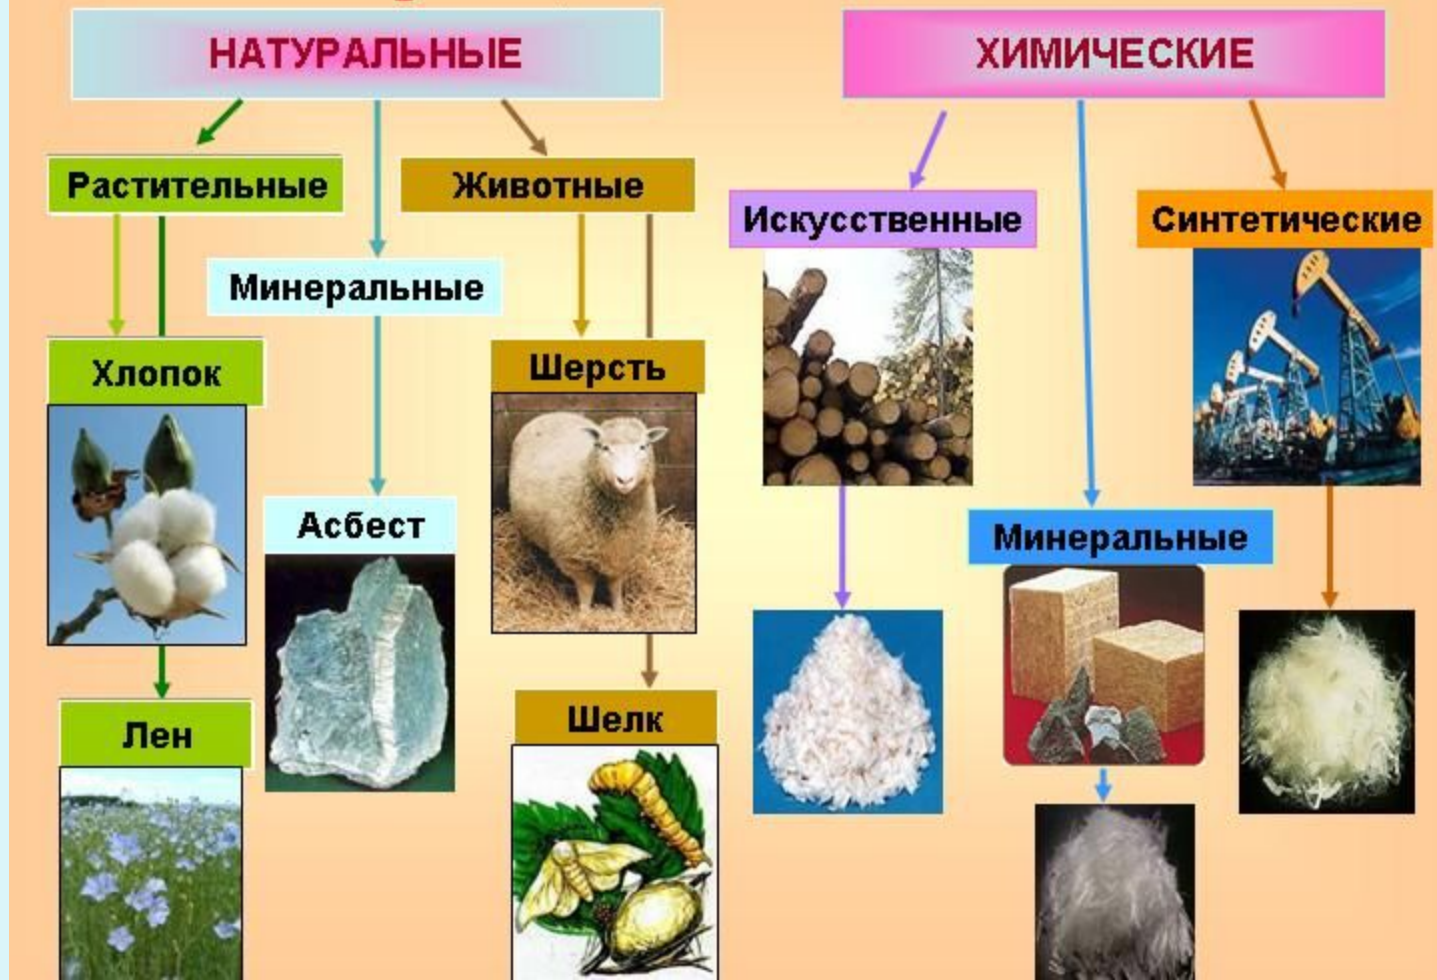 НАТУРАЛЬНЫЕ
ХИМИЧЕСКИЕ
Растительные
Животные
Искусственные
Синтетические
Минеральные
Хлопок
Шерсть
Асбест
Минеральные
Лен
Шелк